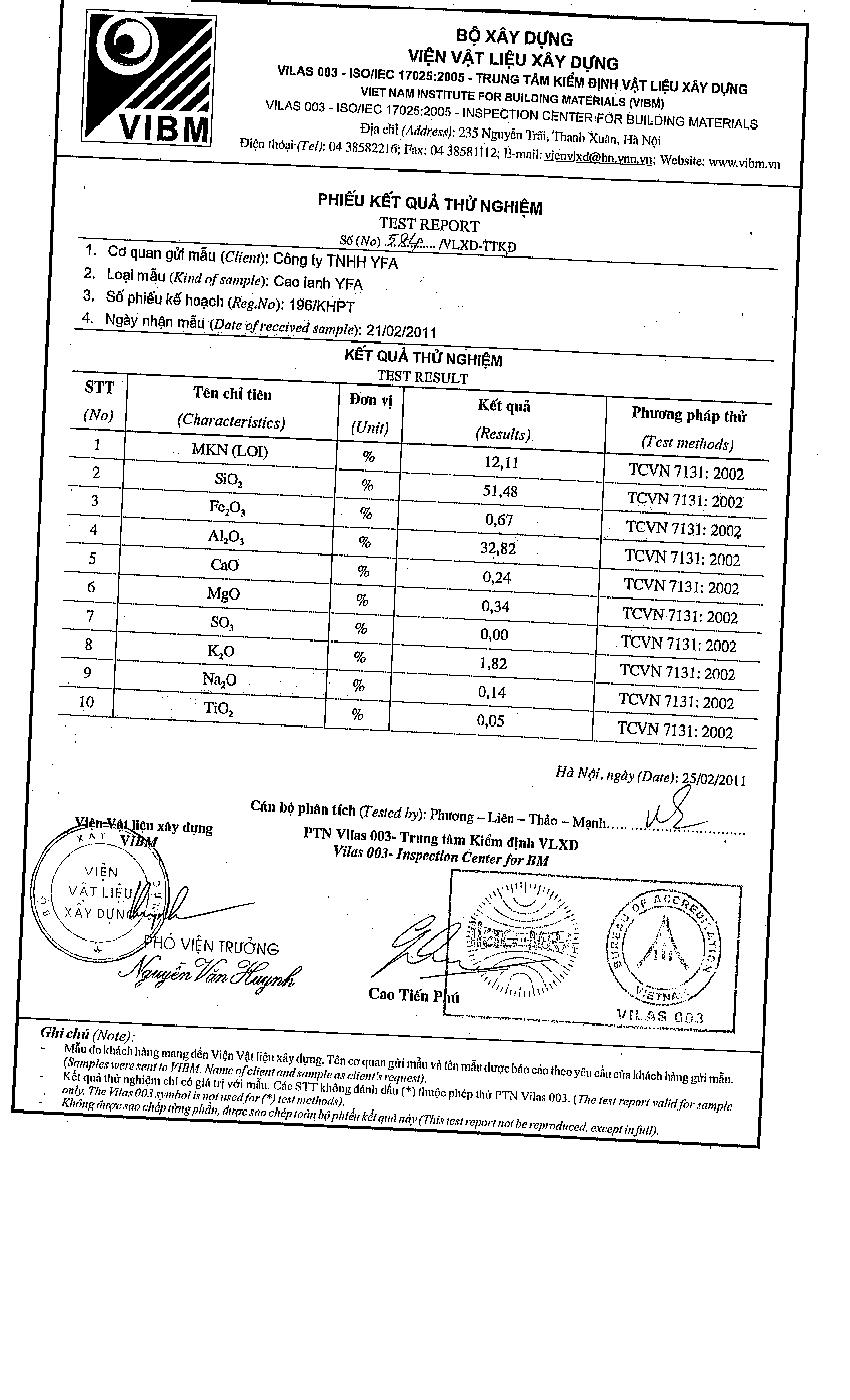 VIBM
BỘ XÂY DỰNG
VIỆN VẬT LIỆU XÂY DỰNG
VILAS 003 - ISO/IEC 17025:2005 - TRUNG TÂM KIỂM ĐỊNH VẬT LIỆU XÂY DỰNG
VIET NAM INSTITUTE FOR BUILDING MATERIALS (VIBM)
VILAS 003 - ISO/IEC 17025:2005 - INSPECTION CENTER FOR BUILDING MATERIALS
Địa chỉ (Address): 235 Nguyễn Trãi, Thanh Xuân, Hà Nội
Điện thoại (Tel): 04 38582216; Fax: 04 38581112; E-mail: vienvlxd@hn.vnn.vn; Website: www.vibm.vn
PHIẾU KẾT QUẢ THỬ NGHIỆM
TEST REPORT
Số (No) ..... /VLXD-TTKĐ
1. Cơ quan gửi mẫu (Client): Công ty TNHH YFA
2. Loại mẫu (Kind of sample): Cao lanh YFA
3. Số phiếu kế hoạch (Reg.No): 196/KHPT
4. Ngày nhận mẫu (Date of received sample): 21/02/2011
KẾT QUẢ THỬ NGHIỆM
TEST RESULT
STT Tên chỉ tiên Đơn vị Kết quả Phương pháp thử
(No) (Characteristics) (Unit) (Results) (Test methods)
1 MKN (LOI) % 12,11 TCVN 7131: 2002
2 SiO₂ % 51,48 TCVN 7131: 2002
3 Fe₂O₃ % 0,67 TCVN 7131: 2002
4 Al₂O₃ % 32,82 TCVN 7131: 2002
5 CaO % 0,24 TCVN 7131: 2002
6 MgO % 0,34 TCVN 7131: 2002
7 SO₃ % 0,00 TCVN 7131: 2002
8 K₂O % 1,82 TCVN 7131: 2002
9 Na₂O % 0,14 TCVN 7131: 2002
10 TiO₂ % 0,05 TCVN 7131: 2002
Hà Nội, ngày (Date): 25/02/2011
Cán bộ phân tích (Tested by): Phương – Liên – Thảo – Mạnh
Viện Vật liệu xây dựng
VIBM
PTN Vilas 003- Trung tâm Kiểm định VLXD
Vilas 003- Inspection Center for BM
VIỆN
VẬT LIỆU
XÂY DỰNG
PHÓ VIỆN TRƯỞNG
Nguyễn Văn Huynh
Cao Tiến Phú
BUREAU OF ACCREDITATION
VIETNAM
VILAS 003
Ghi chú (Note):
- Mẫu do khách hàng mang đến Viện Vật liệu xây dựng. Tên cơ quan gửi mẫu và tên mẫu được báo cáo theo yêu cầu của khách hàng gửi mẫu.
(Samples were sent to VIBM. Name of client and sample as client's request).
- Kết quả thử nghiệm chỉ có giá trị với mẫu. Các STT không đánh dấu (*) thuộc phép thử PTN Vilas 003. (The test report valid for sample
only. The Vilas 003 symbol is not used for (*) test methods).
- Không được sao chép từng phần, được sao chép toàn bộ phiếu kết quả này (This test report not be reproduced, except in full).